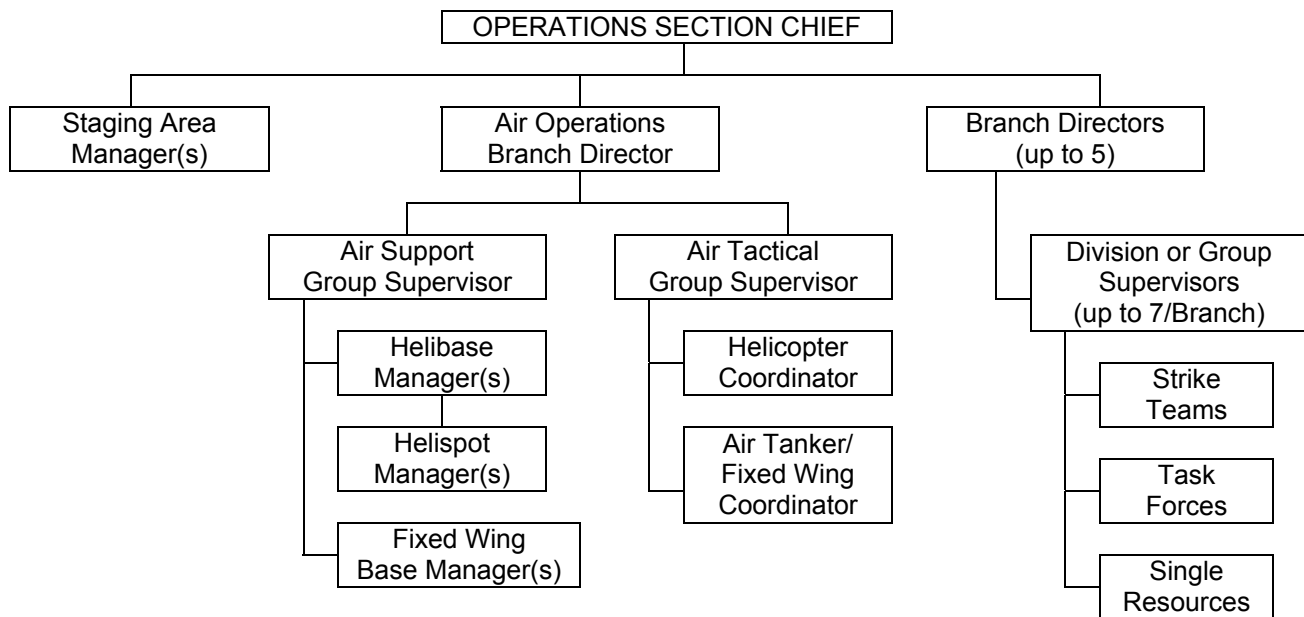 OPERATIONS SECTION CHIEF
Staging Area
Manager(s)
Air Operations
Branch Director
Branch Directors
(up to 5)
Air Support
Group Supervisor
Air Tactical
Group Supervisor
Division or Group
Supervisors
(up to 7/Branch)
Helibase
Manager(s)
Helicopter
Coordinator
Strike
Teams
Helispot
Manager(s)
Air Tanker/
Fixed Wing
Coordinator
Task
Forces
Fixed Wing
Base Manager(s)
Single
Resources